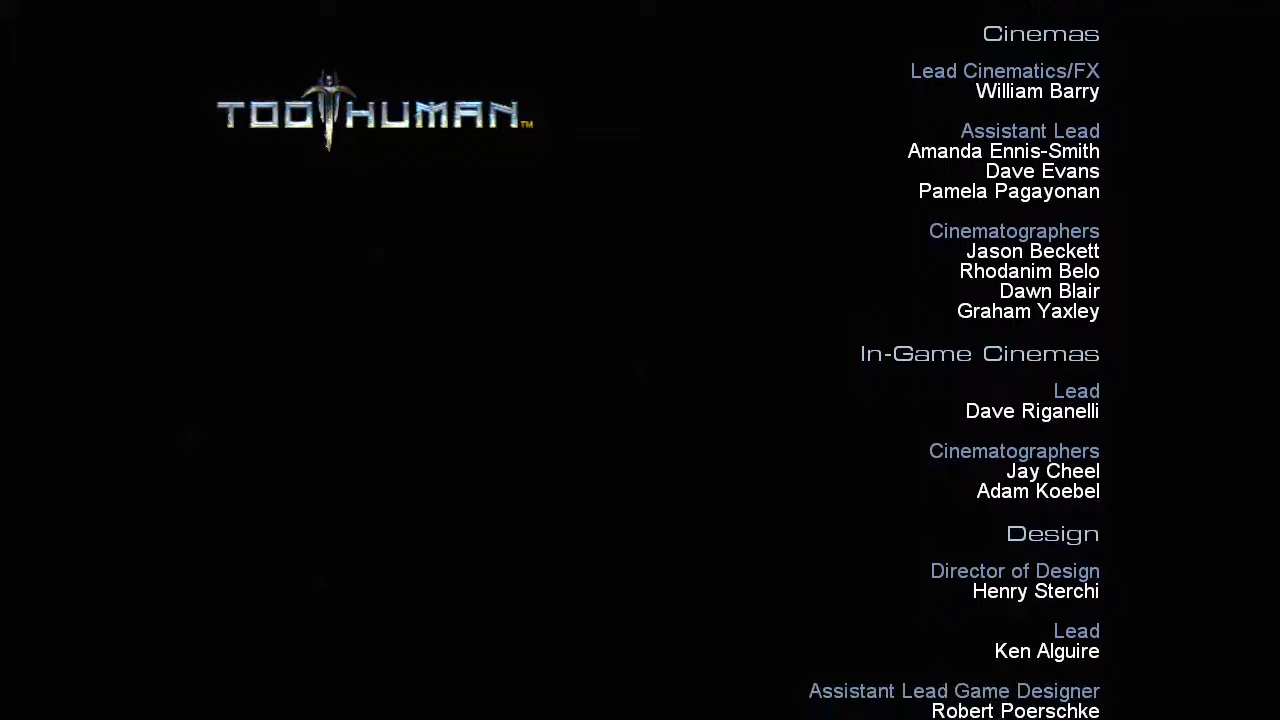 TOO HUMAN™
Cinemas
Lead Cinematics/FX
William Barry
Assistant Lead
Amanda Ennis-Smith
Dave Evans
Pamela Pagayonan
Cinematographers
Jason Beckett
Rhodanim Belo
Dawn Blair
Graham Yaxley
In-Game Cinemas
Lead
Dave Riganelli
Cinematographers
Jay Cheel
Adam Koebel
Design
Director of Design
Henry Sterchi
Lead
Ken Alguire
Assistant Lead Game Designer
Robert Poerschke